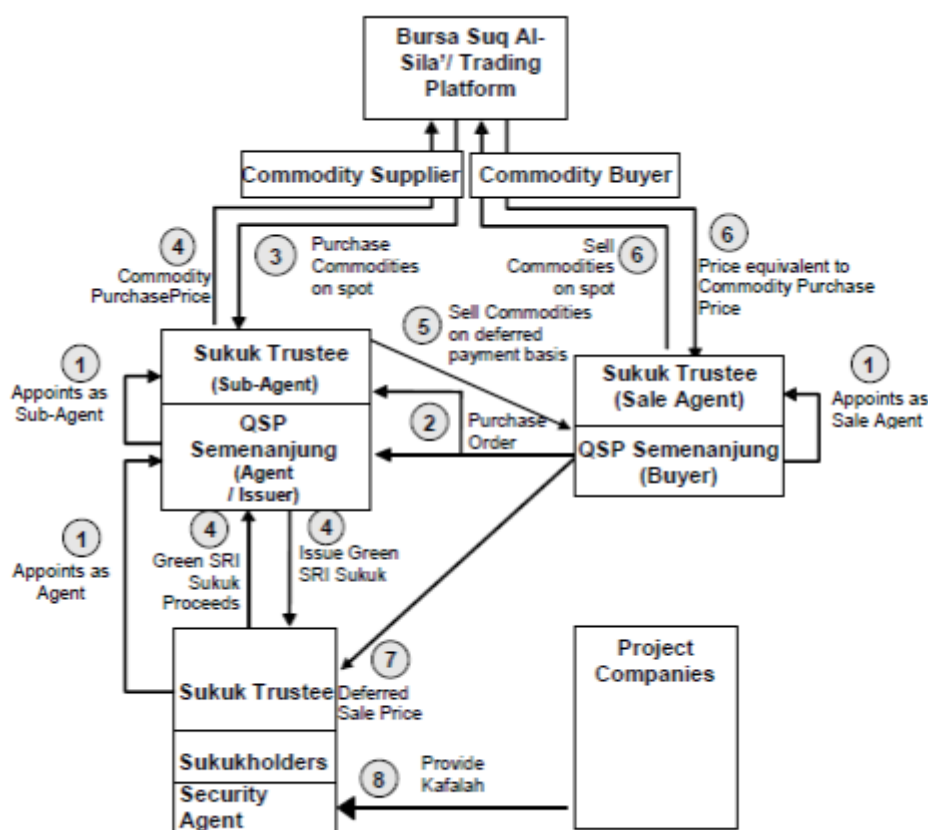 Bursa Suq Al-
Sila'/ Trading
Platform
Commodity Supplier
Commodity Buyer
4
Commodity
PurchasePrice
3
Purchase
Commodities
on spot
Sell
Commodities
on spot
6
6
Price equivalent to
Commodity Purchase
Price
5
Sell Commodities
on deferred
payment basis
1
Appoints as
Sub-Agent
Sukuk Trustee
(Sub-Agent)
QSP
Semenanjung
(Agent
/ Issuer)
2
Purchase
Order
Sukuk Trustee
(Sale Agent)
QSP Semenanjung
(Buyer)
1
Appoints as
Sale Agent
1
Appoints as
Agent
4
Green SRI
Sukuk
Proceeds
4
Issue Green
SRI Sukuk
7
Deferred
Sale Price
Sukuk Trustee
Sukukholders
Security
Agent
8
Provide
Kafalah
Project
Companies